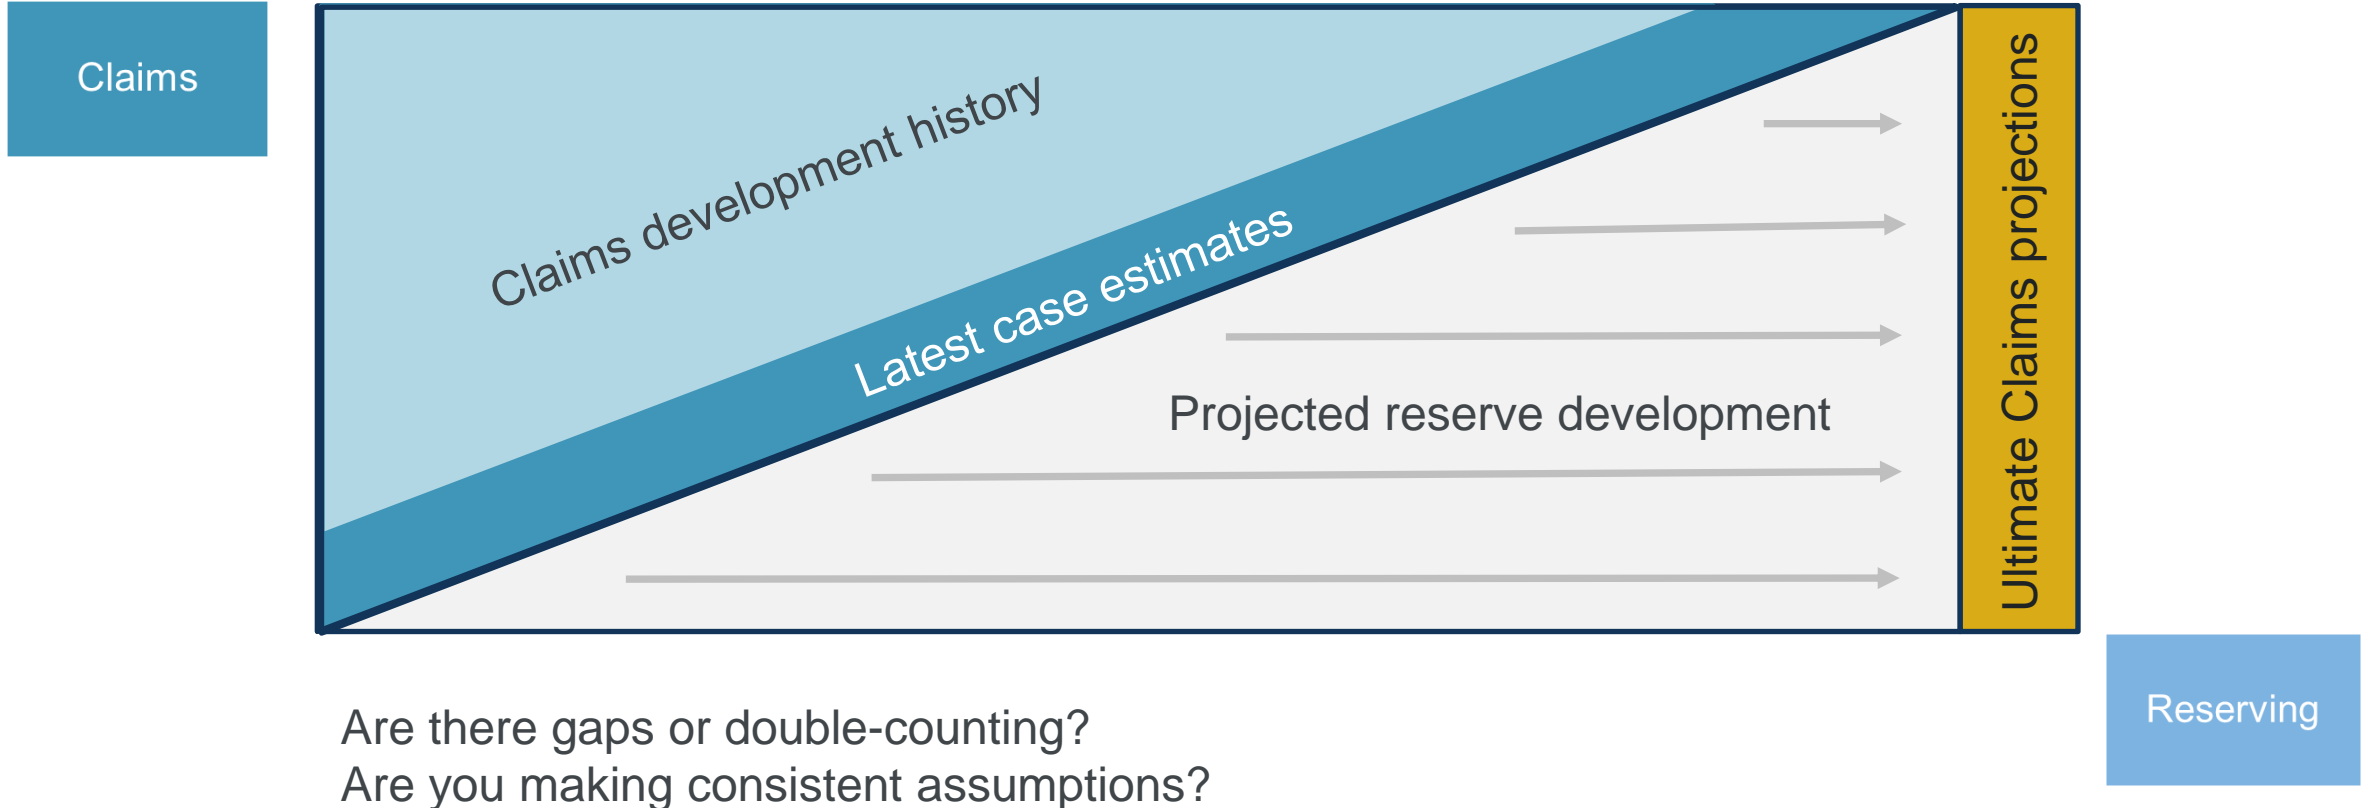 Claims
Claims development history
Latest case estimates
Projected reserve development
Ultimate Claims projections
Reserving
Are there gaps or double-counting?
Are you making consistent assumptions?